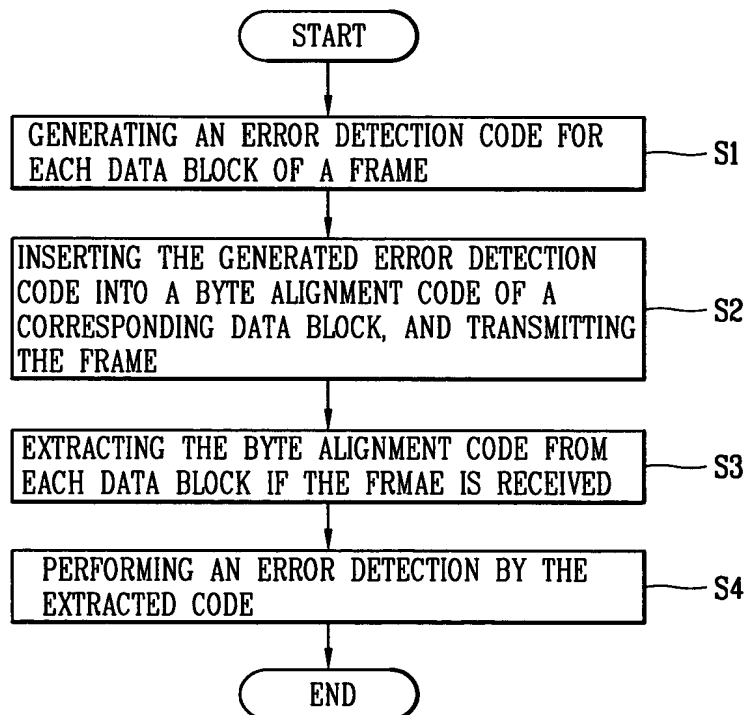 START
GENERATING AN ERROR DETECTION CODE FOR
EACH DATA BLOCK OF A FRAME
S1
INSERTING THE GENERATED ERROR DETECTION
CODE INTO A BYTE ALIGNMENT CODE OF A
CORRESPONDING DATA BLOCK, AND TRANSMITTING
THE FRAME
S2
EXTRACTING THE BYTE ALIGNMENT CODE FROM
EACH DATA BLOCK IF THE FRMAE IS RECEIVED
S3
PERFORMING AN ERROR DETECTION BY THE
EXTRACTED CODE
S4
END